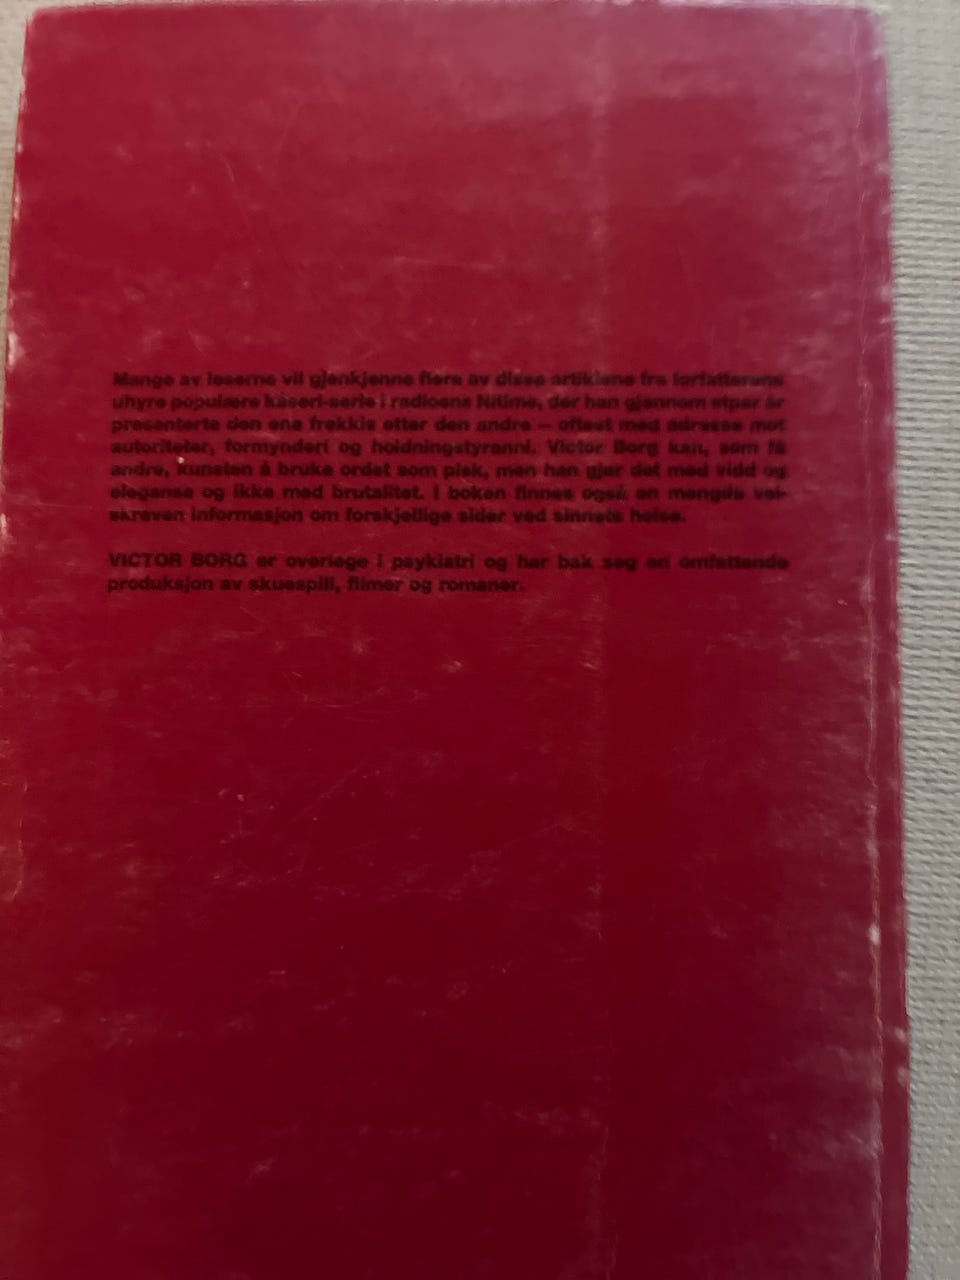 Mange av leserne vil gjenkjenne flere av disse artiklene fra forfatterens
uhyre populære kåseri-serie i radioens Nitime, der han gjennom etpar år
presenterte den ene frekkis etter den andre – oftest med adresse mot
autoriteter, formynderi og holdningstyranni. Victor Borg kan, som få
andre, kunsten å bruke ordet som pisk, men han gjør det med vidd og
eleganse og ikke med brutalitet. I boken finnes også en mengde vel-
skreven informasjon om forskjellige sider ved sinnets helse.
VICTOR BORG er overlege i psykiatri og har bak seg en omfattende
produksjon av skuespill, filmer og romaner.